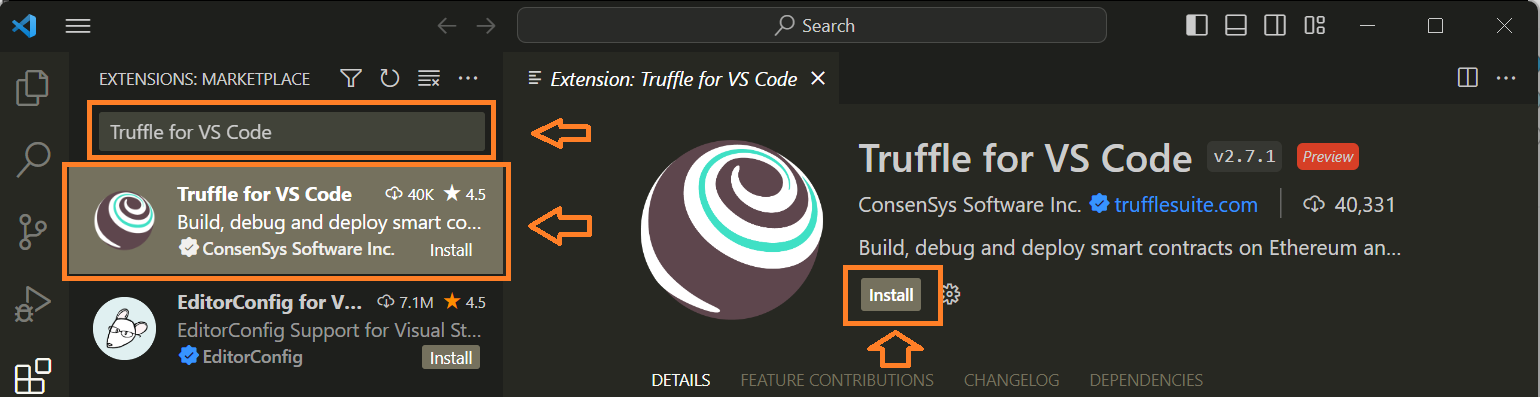 Search
EXTENSIONS: MARKETPLACE
Truffle for VS Code
Truffle for VS Code 40K 4.5
Build, debug and deploy smart co...
ConsenSys Software Inc. Install
EditorConfig for V... 7.1M 4.5
EditorConfig Support for Visual St...
EditorConfig Install
Extension: Truffle for VS Code
Truffle for VS Code v2.7.1 Preview
ConsenSys Software Inc. trufflesuite.com 40,331
Build, debug and deploy smart contracts on Ethereum an...
Install
DETAILS FEATURE CONTRIBUTIONS CHANGELOG DEPENDENCIES